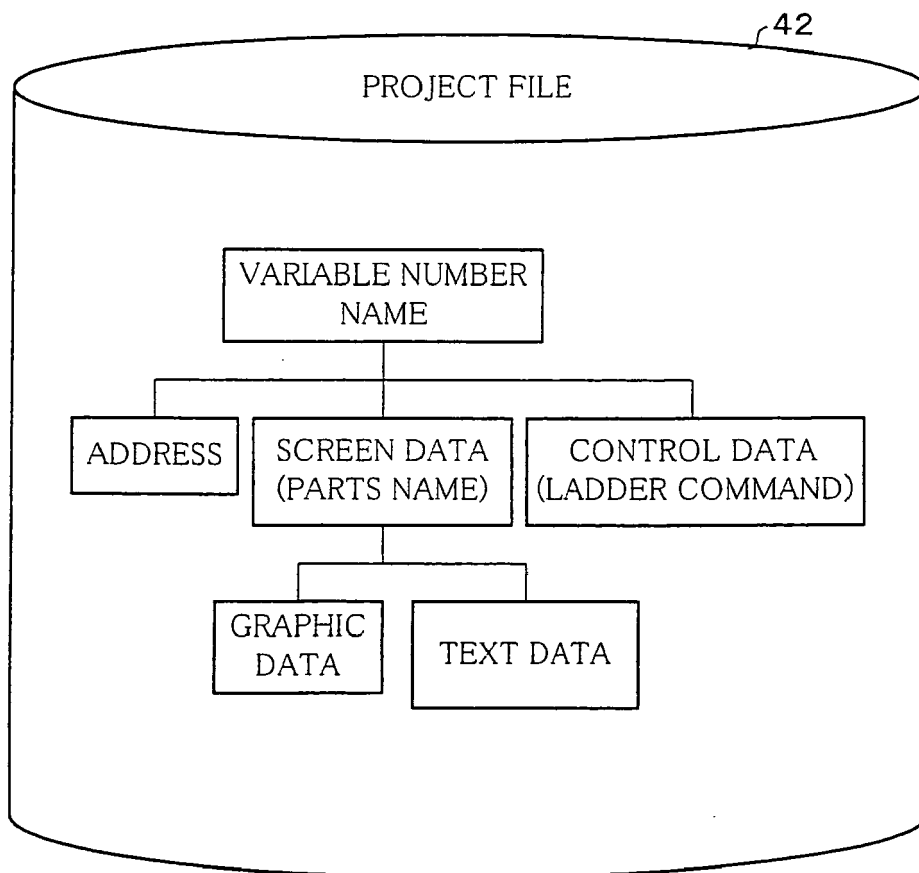 42
PROJECT FILE
VARIABLE NUMBER
NAME
ADDRESS
SCREEN DATA
(PARTS NAME)
CONTROL DATA
(LADDER COMMAND)
GRAPHIC
DATA
TEXT DATA